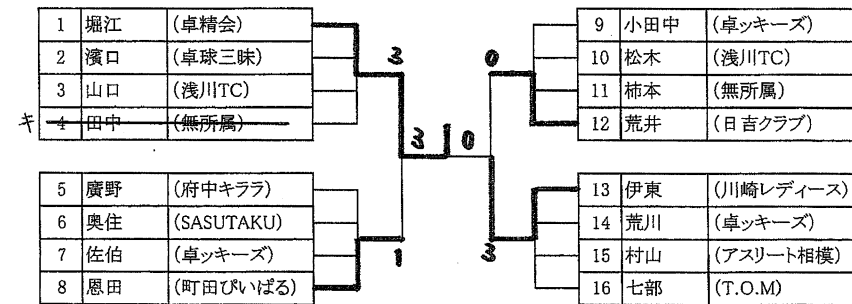 1 堀江 (卓精会)
2 濱口 (卓球三昧)
3 山口 (浅川TC)
キ 4 田中 (無所属)
5 廣野 (府中キララ)
6 奥住 (SASUTAKU)
7 佐伯 (卓ッキーズ)
8 恩田 (町田ぴいぱる)
3
3
1
0
0
3
9 小田中 (卓ッキーズ)
10 松木 (浅川TC)
11 柿本 (無所属)
12 荒井 (日吉クラブ)
13 伊東 (川崎レディース)
14 荒川 (卓ッキーズ)
15 村山 (アスリート相模)
16 七部 (T.O.M)